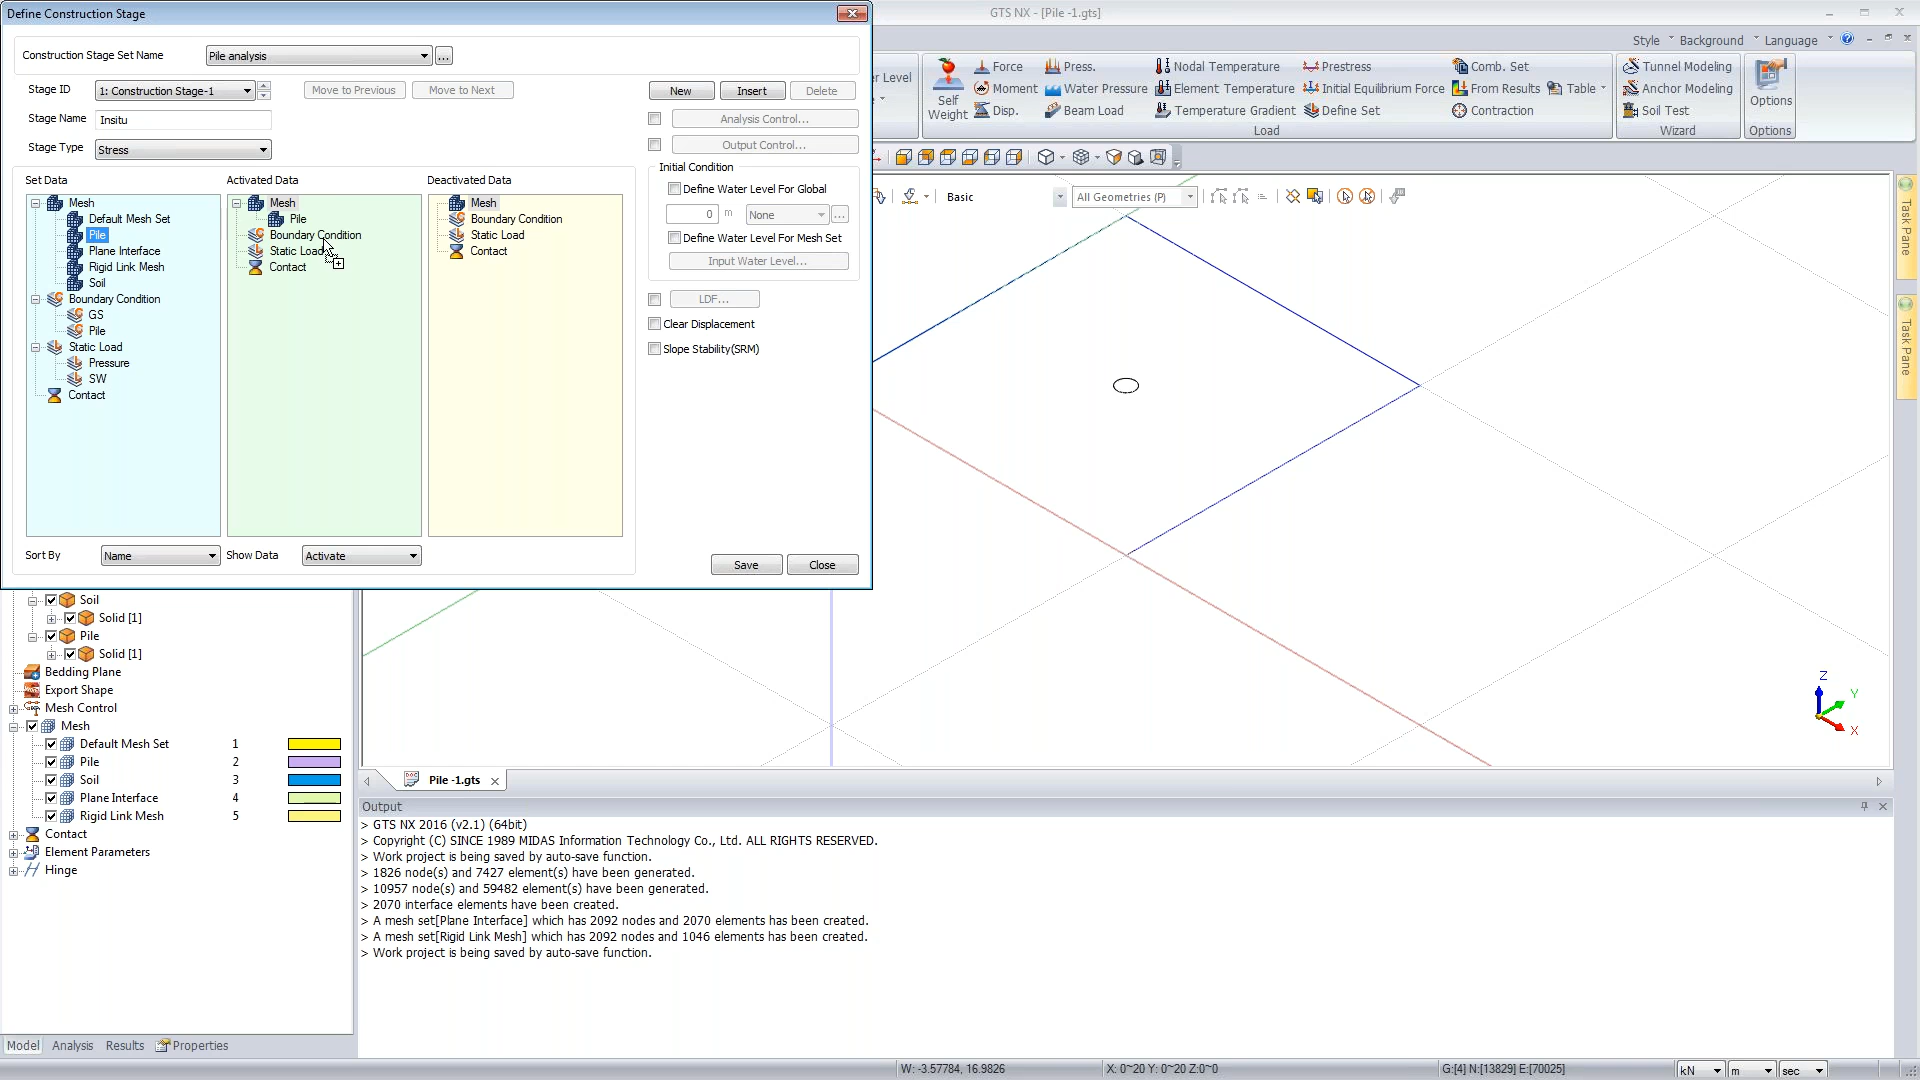 Define Construction Stage
GTS NX - [Pile -1.gts]
Style Background Language
Construction Stage Set Name Pile analysis ...
Stage ID 1: Construction Stage-1 Move to Previous Move to Next New Insert Delete
Stage Name Insitu Analysis Control...
Stage Type Stress Output Control...
er Level
Force Press. Nodal Temperature Prestress Comb. Set Tunnel Modeling
Self Weight Moment Water Pressure Element Temperature Initial Equilibrium Force From Results Table Anchor Modeling Options
Disp. Beam Load Temperature Gradient Define Set Contraction Soil Test
Load Wizard Options
Initial Condition
Set Data Activated Data Deactivated Data
Define Water Level For Global
0 m None ...
Define Water Level For Mesh Set
Input Water Level...
LDF...
Clear Displacement
Slope Stability(SRM)
Mesh
Default Mesh Set
Pile
Plane Interface
Rigid Link Mesh
Soil
Boundary Condition
GS
Pile
Static Load
Pressure
SW
Contact
Mesh
Pile
Boundary Condition
Static Load
Contact
Mesh
Boundary Condition
Static Load
Contact
Sort By Name Show Data Activate
Save Close
Basic All Geometries (P)
Task Pane
Task Pane
Z
Y
X
Soil
Solid [1]
Pile
Solid [1]
Bedding Plane
Export Shape
Mesh Control
Mesh
Default Mesh Set 1
Pile 2
Soil 3
Plane Interface 4
Rigid Link Mesh 5
Contact
Element Parameters
Hinge
Pile -1.gts
Output
> GTS NX 2016 (v2.1) (64bit)
> Copyright (C) SINCE 1989 MIDAS Information Technology Co., Ltd. ALL RIGHTS RESERVED.
> Work project is being saved by auto-save function.
> 1826 node(s) and 7427 element(s) have been generated.
> 10957 node(s) and 59482 element(s) have been generated.
> 2070 interface elements have been created.
> A mesh set[Plane Interface] which has 2092 nodes and 2070 elements has been created.
> A mesh set[Rigid Link Mesh] which has 2092 nodes and 1046 elements has been created.
> Work project is being saved by auto-save function.
Model Analysis Results Properties
W: -3.57784, 16.9826 X: 0~20 Y: 0~20 Z:0~0 G:[4] N:[13829] E:[70025] kN m sec